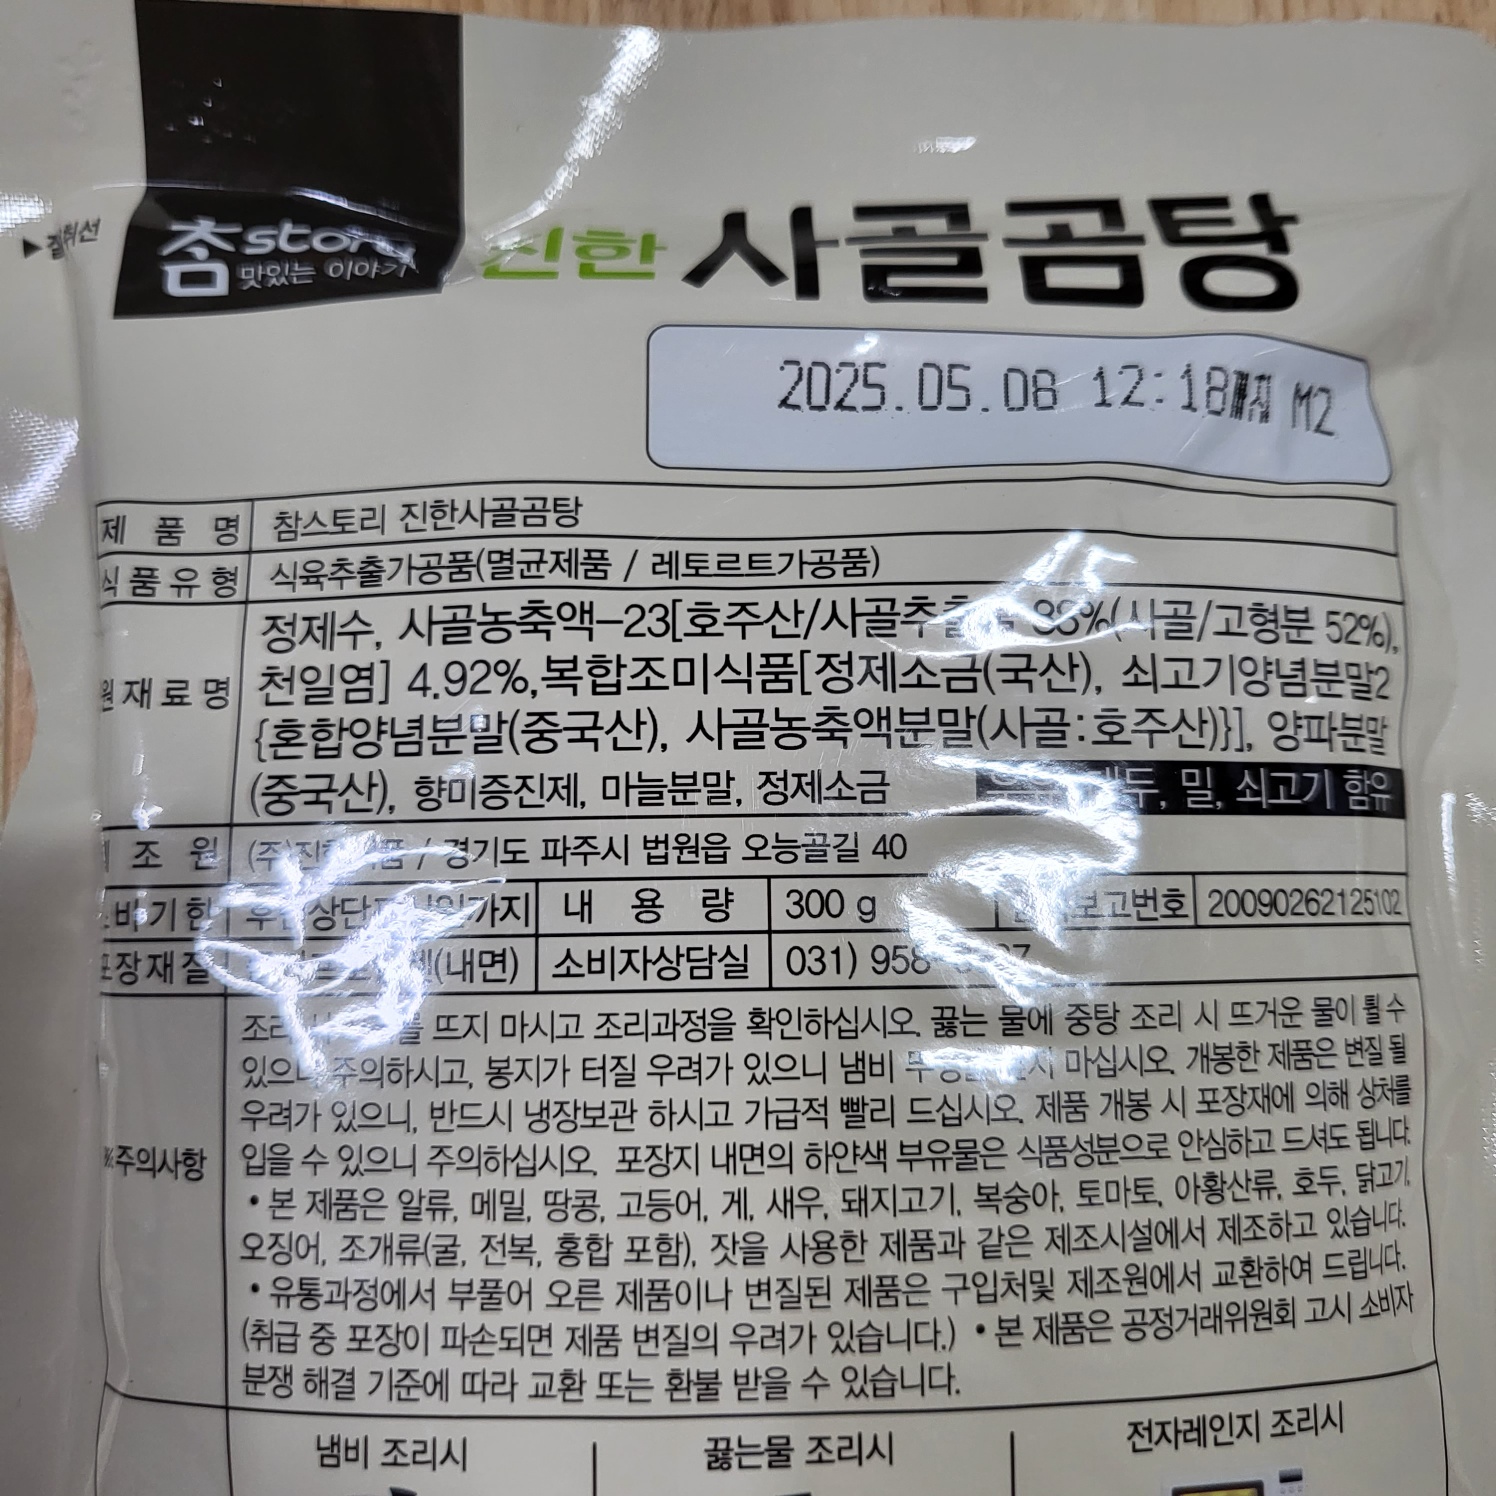 ▶절취선
참story 맛있는 이야기
진한 사골곰탕
2025.05.08 12:18까지 M2
제 품 명 참스토리 진한사골곰탕
식품유형 식육추출가공품(멸균제품 / 레토르트가공품)
정제수, 사골농축액-23[호주산/사골추출 98%(사골/고형분 52%),
원재료명 천일염] 4.92%,복합조미식품[정제소금(국산), 쇠고기양념분말2
{혼합양념분말(중국산), 사골농축액분말(사골:호주산)}], 양파분말
(중국산), 향미증진제, 마늘분말, 정제소금 대두, 밀, 쇠고기 함유
제 조 원 / 경기도 파주시 법원읍 오능골길 40
소비기한 후면상단 까지 내 용 량 300 g 보고번호 20090262125102
포장재질 (내면) 소비자상담실 031) 958
조리 뜨지 마시고 조리과정을 확인하십시오. 끓는 물에 중탕 조리 시 뜨거운 물이 튈 수
있으니 주의하시고, 봉지가 터질 우려가 있으니 냄비 마십시오. 개봉한 제품은 변질 될
우려가 있으니, 반드시 냉장보관 하시고 가급적 빨리 드십시오. 제품 개봉 시 포장재에 의해 상처를
※주의사항 입을 수 있으니 주의하십시오. 포장지 내면의 하얀색 부유물은 식품성분으로 안심하고 드셔도 됩니다.
• 본 제품은 알류, 메밀, 땅콩, 고등어, 게, 새우, 돼지고기, 복숭아, 토마토, 아황산류, 호두, 닭고기,
오징어, 조개류(굴, 전복, 홍합 포함), 잣을 사용한 제품과 같은 제조시설에서 제조하고 있습니다.
• 유통과정에서 부풀어 오른 제품이나 변질된 제품은 구입처및 제조원에서 교환하여 드립니다.
(취급 중 포장이 파손되면 제품 변질의 우려가 있습니다.) • 본 제품은 공정거래위원회 고시 소비자
분쟁 해결 기준에 따라 교환 또는 환불 받을 수 있습니다.
냄비 조리시 끓는물 조리시 전자레인지 조리시